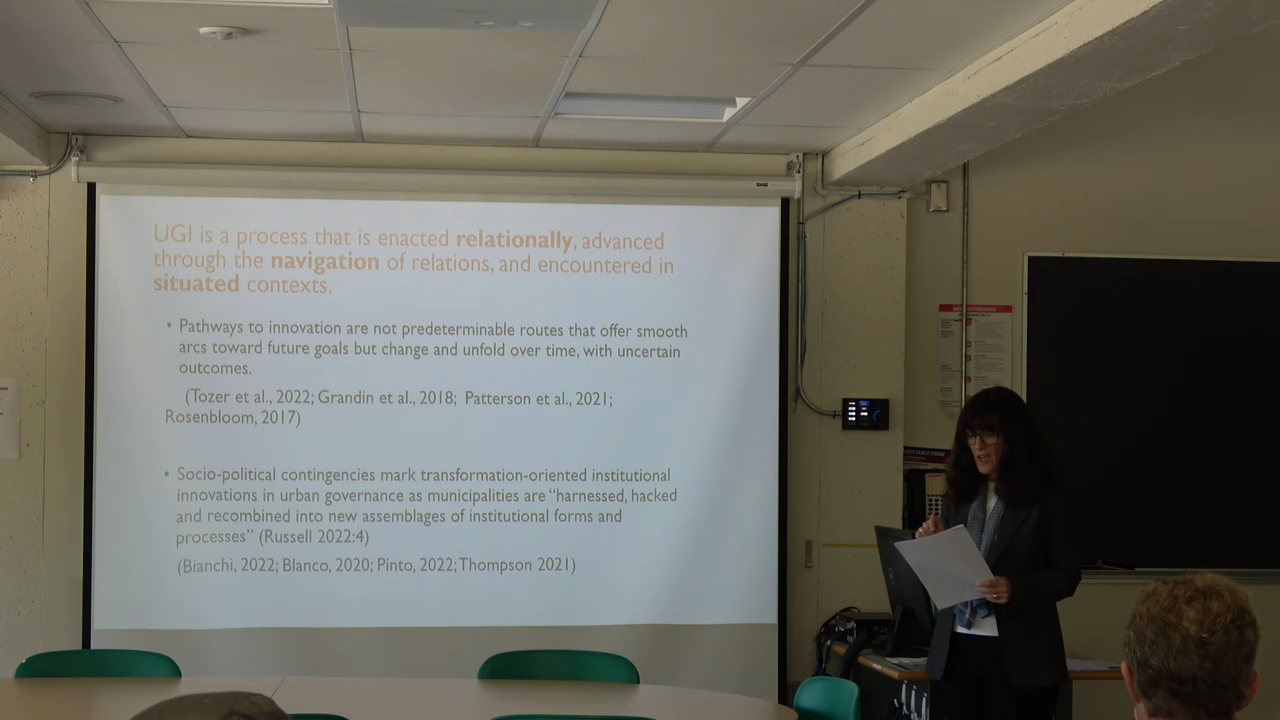 UGI is a process that is enacted relationally, advanced
through the navigation of relations, and encountered in
situated contexts.
• Pathways to innovation are not predeterminable routes that offer smooth
arcs toward future goals but change and unfold over time, with uncertain
outcomes.
(Tozer et al., 2022; Grandin et al., 2018; Patterson et al., 2021;
Rosenbloom, 2017)
• Socio-political contingencies mark transformation-oriented institutional
innovations in urban governance as municipalities are “harnessed, hacked
and recombined into new assemblages of institutional forms and
processes” (Russell 2022:4)
(Bianchi, 2022; Blanco, 2020; Pinto, 2022; Thompson 2021)